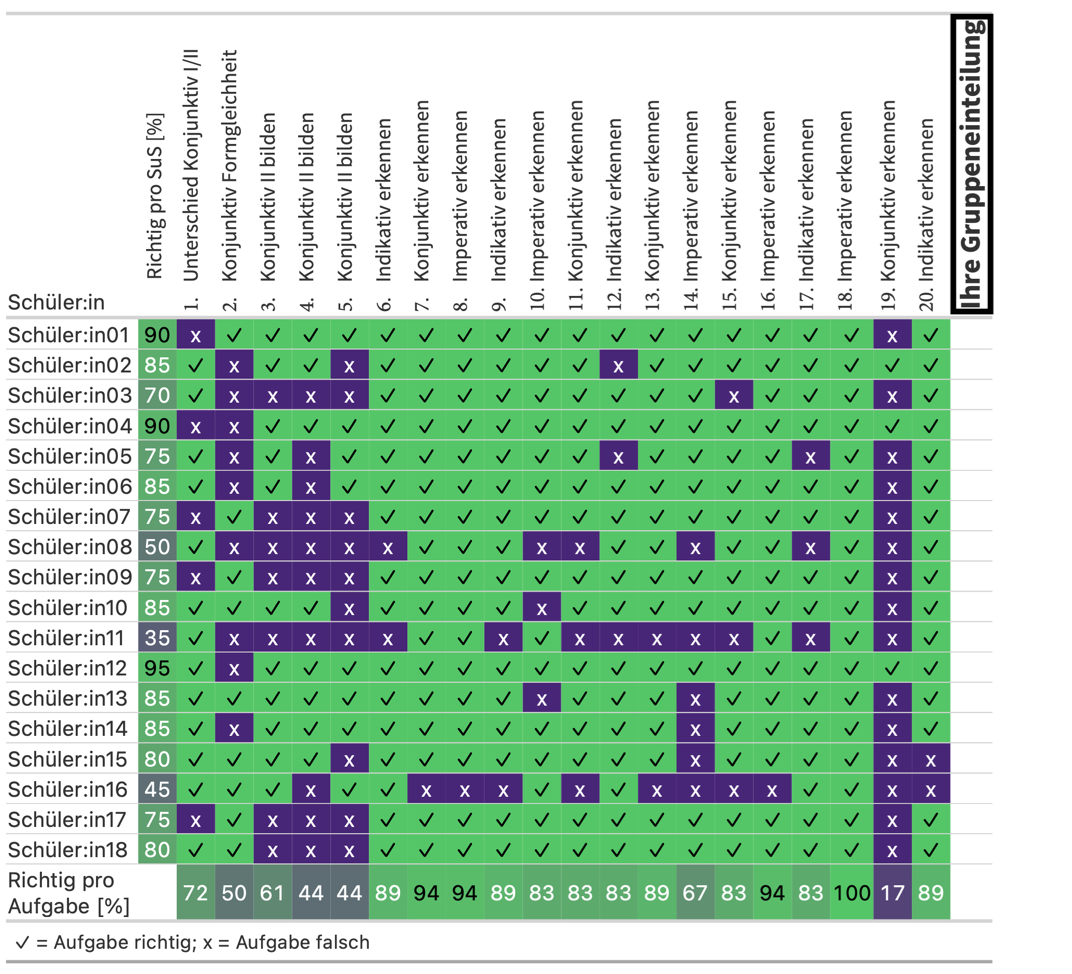 Schüler:in
Richtig pro SuS [%]
1. Unterschied Konjunktiv I/II
2. Konjunktiv Formgleichheit
3. Konjunktiv II bilden
4. Konjunktiv II bilden
5. Konjunktiv II bilden
6. Indikativ erkennen
7. Konjunktiv erkennen
8. Imperativ erkennen
9. Indikativ erkennen
10. Imperativ erkennen
11. Konjunktiv erkennen
12. Indikativ erkennen
13. Konjunktiv erkennen
14. Imperativ erkennen
15. Konjunktiv erkennen
16. Imperativ erkennen
17. Indikativ erkennen
18. Imperativ erkennen
19. Konjunktiv erkennen
20. Indikativ erkennen
Ihre Gruppeneinteilung
Schüler:in01 90 x ✓ ✓ ✓ ✓ ✓ ✓ ✓ ✓ ✓ ✓ ✓ ✓ ✓ ✓ ✓ ✓ ✓ x ✓
Schüler:in02 85 ✓ x ✓ ✓ x ✓ ✓ ✓ ✓ ✓ ✓ x ✓ ✓ ✓ ✓ ✓ ✓ ✓ ✓
Schüler:in03 70 ✓ x x x x ✓ ✓ ✓ ✓ ✓ ✓ ✓ ✓ ✓ x ✓ ✓ ✓ x ✓
Schüler:in04 90 x x ✓ ✓ ✓ ✓ ✓ ✓ ✓ ✓ ✓ ✓ ✓ ✓ ✓ ✓ ✓ ✓ ✓ ✓
Schüler:in05 75 ✓ x ✓ x ✓ ✓ ✓ ✓ ✓ ✓ ✓ x ✓ ✓ ✓ ✓ x ✓ x ✓
Schüler:in06 85 ✓ x ✓ x ✓ ✓ ✓ ✓ ✓ ✓ ✓ ✓ ✓ ✓ ✓ ✓ ✓ ✓ x ✓
Schüler:in07 75 x ✓ x x x ✓ ✓ ✓ ✓ ✓ ✓ ✓ ✓ ✓ ✓ ✓ ✓ ✓ x ✓
Schüler:in08 50 ✓ x x x x x ✓ ✓ ✓ x x ✓ ✓ x ✓ ✓ x ✓ x ✓
Schüler:in09 75 x ✓ x x x ✓ ✓ ✓ ✓ ✓ ✓ ✓ ✓ ✓ ✓ ✓ ✓ ✓ x ✓
Schüler:in10 85 ✓ ✓ ✓ ✓ x ✓ ✓ ✓ ✓ x ✓ ✓ ✓ ✓ ✓ ✓ ✓ ✓ x ✓
Schüler:in11 35 ✓ x x x x x ✓ ✓ x ✓ x x x x x ✓ x ✓ x ✓
Schüler:in12 95 ✓ x ✓ ✓ ✓ ✓ ✓ ✓ ✓ ✓ ✓ ✓ ✓ ✓ ✓ ✓ ✓ ✓ ✓ ✓
Schüler:in13 85 ✓ ✓ ✓ ✓ ✓ ✓ ✓ ✓ ✓ x ✓ ✓ ✓ x ✓ ✓ ✓ ✓ x ✓
Schüler:in14 85 ✓ x ✓ ✓ ✓ ✓ ✓ ✓ ✓ ✓ ✓ ✓ ✓ x ✓ ✓ ✓ ✓ x ✓
Schüler:in15 80 ✓ ✓ ✓ ✓ x ✓ ✓ ✓ ✓ ✓ ✓ ✓ ✓ x ✓ ✓ ✓ ✓ x x
Schüler:in16 45 ✓ ✓ ✓ x ✓ ✓ x x x ✓ x ✓ x x x x ✓ ✓ x x
Schüler:in17 75 x ✓ x x x ✓ ✓ ✓ ✓ ✓ ✓ ✓ ✓ ✓ ✓ ✓ ✓ ✓ x ✓
Schüler:in18 80 ✓ ✓ x x x ✓ ✓ ✓ ✓ ✓ ✓ ✓ ✓ ✓ ✓ ✓ ✓ ✓ x ✓
Richtig pro
Aufgabe [%] 72 50 61 44 44 89 94 94 89 83 83 83 89 67 83 94 83 100 17 89
✓ = Aufgabe richtig; x = Aufgabe falsch